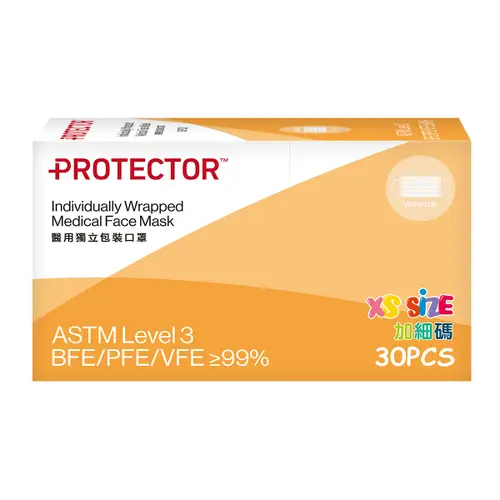 PROTECTOR™
Individually Wrapped
Medical Face Mask
醫用獨立包裝口罩
ASTM Level 3
BFE/PFE/VFE ≥99%
XS SIZE
加細碼
30PCS